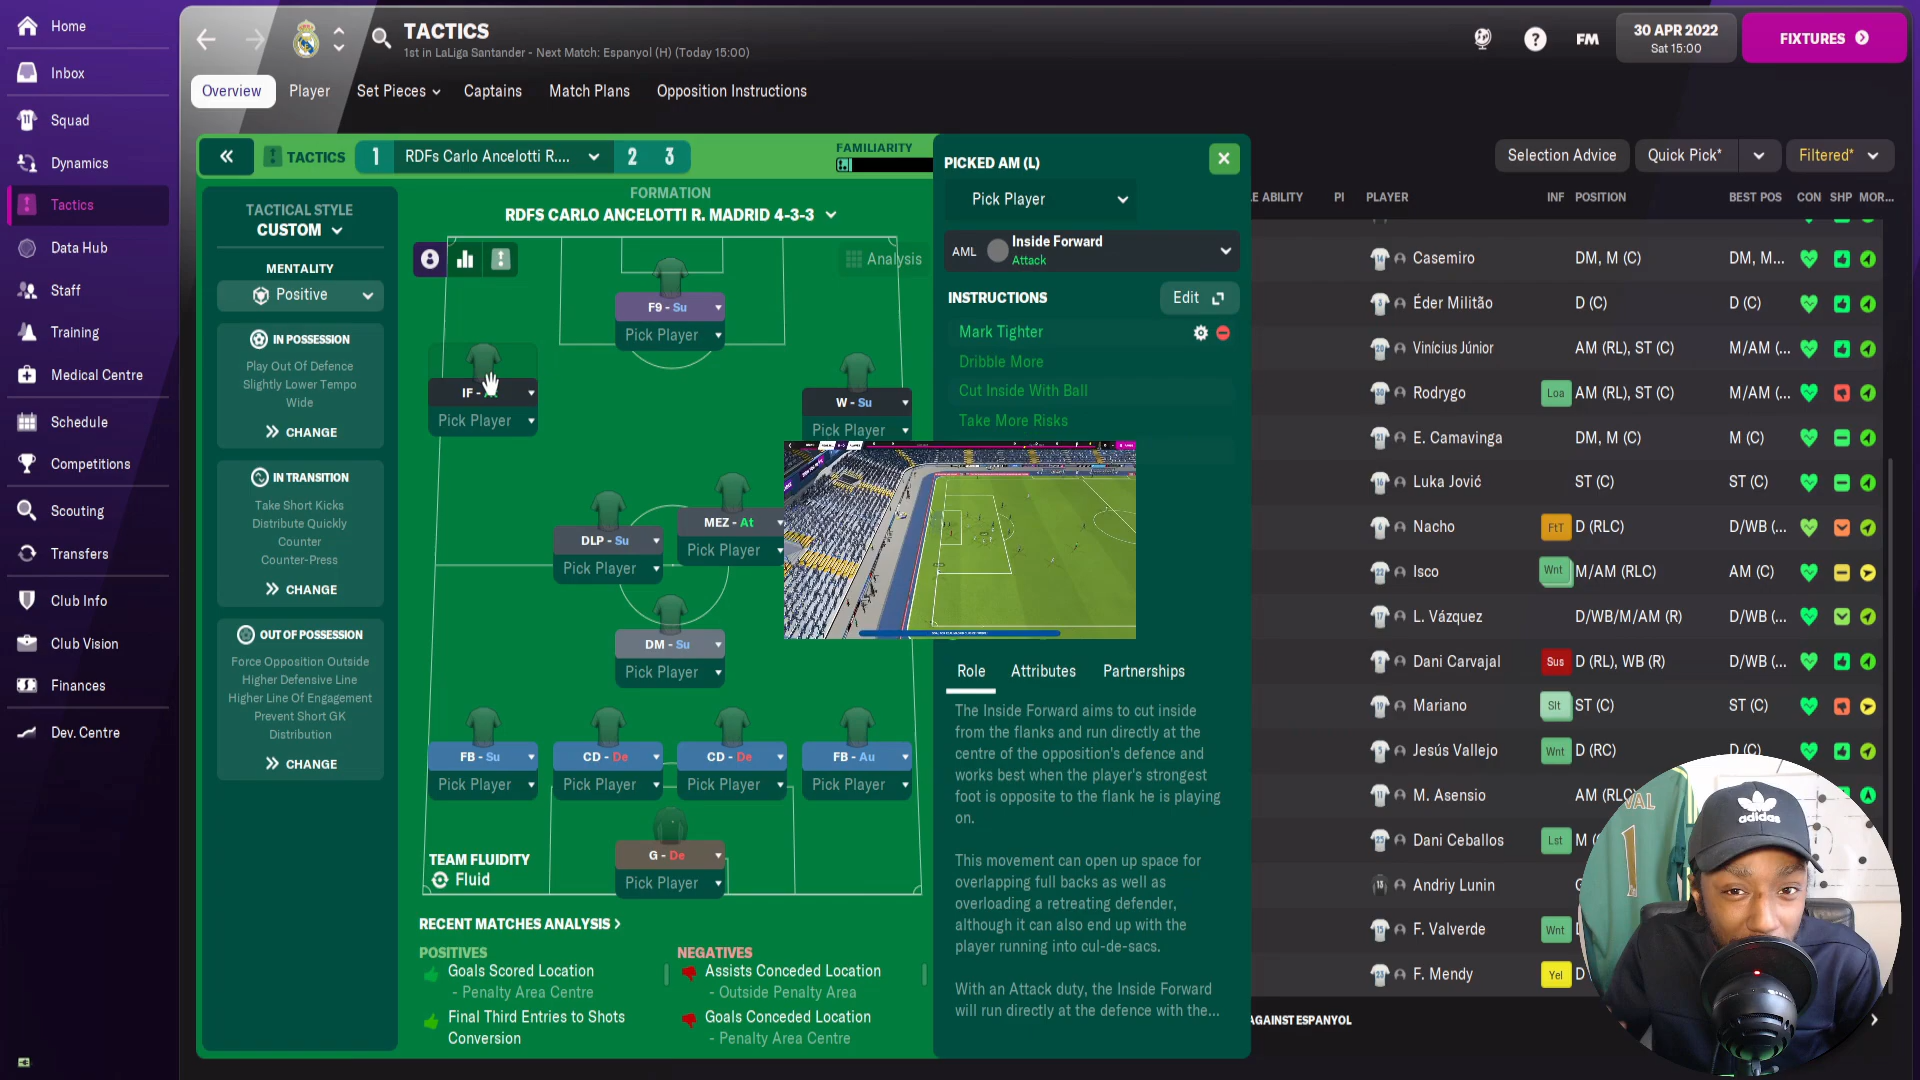 Home
Inbox
Squad
Dynamics
Tactics
Data Hub
Staff
Training
Medical Centre
Schedule
Competitions
Scouting
Transfers
Club Info
Club Vision
Finances
Dev. Centre
TACTICS
1st in LaLiga Santander - Next Match: Espanyol (H) (Today 15:00)
FM
30 APR 2022
Sat 15:00
FIXTURES
Overview
Player
Set Pieces
Captains
Match Plans
Opposition Instructions
TACTICS
1
RDFs Carlo Ancelotti R....
2
3
FAMILIARITY
TACTICAL STYLE
CUSTOM
MENTALITY
Positive
IN POSSESSION
Play Out Of Defence
Slightly Lower Tempo
Wide
CHANGE
IN TRANSITION
Take Short Kicks
Distribute Quickly
Counter
Counter-Press
CHANGE
OUT OF POSSESSION
Force Opposition Outside
Higher Defensive Line
Higher Line Of Engagement
Prevent Short GK
Distribution
CHANGE
FORMATION
RDFS CARLO ANCELOTTI R. MADRID 4-3-3
Analysis
F9 - Su
Pick Player
IF -
Pick Player
W - Su
Pick Player
MEZ - At
Pick Player
DLP - Su
Pick Player
DM - Su
Pick Player
FB - Su
Pick Player
CD - De
Pick Player
CD - De
Pick Player
FB - Au
Pick Player
G - De
Pick Player
TEAM FLUIDITY
Fluid
RECENT MATCHES ANALYSIS
POSITIVES
Goals Scored Location
- Penalty Area Centre
Final Third Entries to Shots
Conversion
NEGATIVES
Assists Conceded Location
- Outside Penalty Area
Goals Conceded Location
- Penalty Area Centre
PICKED AM (L)
Pick Player
AML
Inside Forward
Attack
INSTRUCTIONS
Edit
Mark Tighter
Dribble More
Cut Inside With Ball
Take More Risks
Role
Attributes
Partnerships
The Inside Forward aims to cut inside
from the flanks and run directly at the
centre of the opposition's defence and
works best when the player's strongest
foot is opposite to the flank he is playing
on.
This movement can open up space for
overlapping full backs as well as
overloading a retreating defender,
although it can also end up with the
player running into cul-de-sacs.
With an Attack duty, the Inside Forward
will run directly at the defence with the...
Selection Advice
Quick Pick*
Filtered*
E ABILITY PI PLAYER INF POSITION BEST POS CON SHP MOR...
Casemiro DM, M (C) DM, M...
Éder Militão D (C) D (C)
Vinícius Júnior AM (RL), ST (C) M/AM (...
Rodrygo Loa AM (RL), ST (C) M/AM (...
E. Camavinga DM, M (C) M (C)
Luka Jović ST (C) ST (C)
Nacho FtT D (RLC) D/WB (...
Isco Wnt M/AM (RLC) AM (C)
L. Vázquez D/WB/M/AM (R) D/WB (...
Dani Carvajal Sus D (RL), WB (R) D/WB (...
Mariano Slt ST (C) ST (C)
Jesús Vallejo Wnt D (RC) D (C)
M. Asensio AM (RLC)
Dani Ceballos Lst M
Andriy Lunin
F. Valverde Wnt
F. Mendy Yel D
AGAINST ESPANYOL
adidas